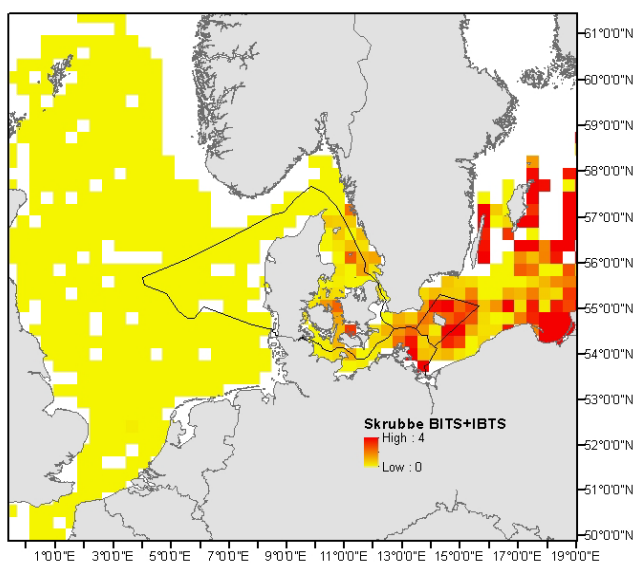 61°0'0"N
60°0'0"N
59°0'0"N
58°0'0"N
57°0'0"N
56°0'0"N
55°0'0"N
54°0'0"N
53°0'0"N
Skrubbe BITS+IBTS
High : 4
52°0'0"N
Low : 0
51°0'0"N
50°0'0"N
1°0'0"E 3°0'0"E 5°0'0"E 7°0'0"E 9°0'0"E 11°0'0"E 13°0'0"E 15°0'0"E 17°0'0"E 19°0'0"E